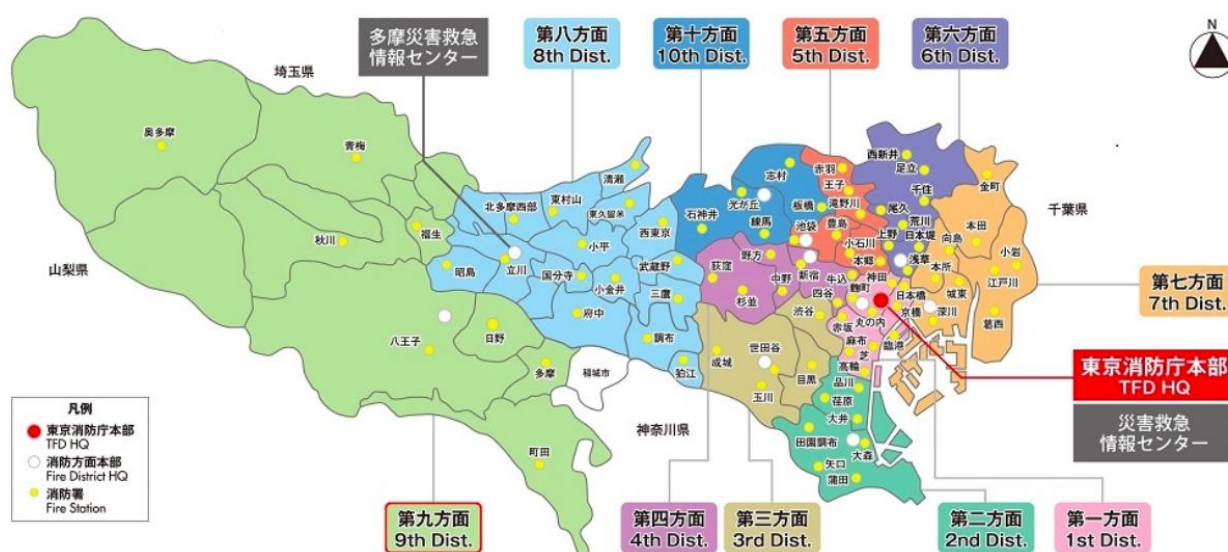 多摩災害救急
情報センター
第八方面
8th Dist.
第十方面
10th Dist.
第五方面
5th Dist.
第六方面
6th Dist.
N
埼玉県
千葉県
山梨県
神奈川県
奥多摩
青梅
秋川
福生
八王子
日野
多摩
町田
稲城市
清瀬
東村山
北多摩西部
東久留米
西東京
小平
立川
昭島
国分寺
小金井
武蔵野
三鷹
府中
調布
狛江
志村
光が丘
石神井
練馬
板橋
赤羽
王子
滝野川
池袋
豊島
小石川
本郷
西新井
足立
千住
尾久
荒川
上野
日本堤
浅草
金町
本田
向島
小岩
本所
江戸川
城東
深川
葛西
荻窪
野方
杉並
中野
新宿
牛込
四谷
神田
麴町
日本橋
京橋
丸の内
赤坂
麻布
臨港
芝
高輪
渋谷
成城
世田谷
目黒
玉川
品川
荏原
大井
田園調布
大森
矢口
蒲田
第七方面
7th Dist.
東京消防庁本部
TFD HQ
災害救急
情報センター
凡例
東京消防庁本部
TFD HQ
消防方面本部
Fire District HQ
消防署
Fire Station
第九方面
9th Dist.
第四方面
4th Dist.
第三方面
3rd Dist.
第二方面
2nd Dist.
第一方面
1st Dist.